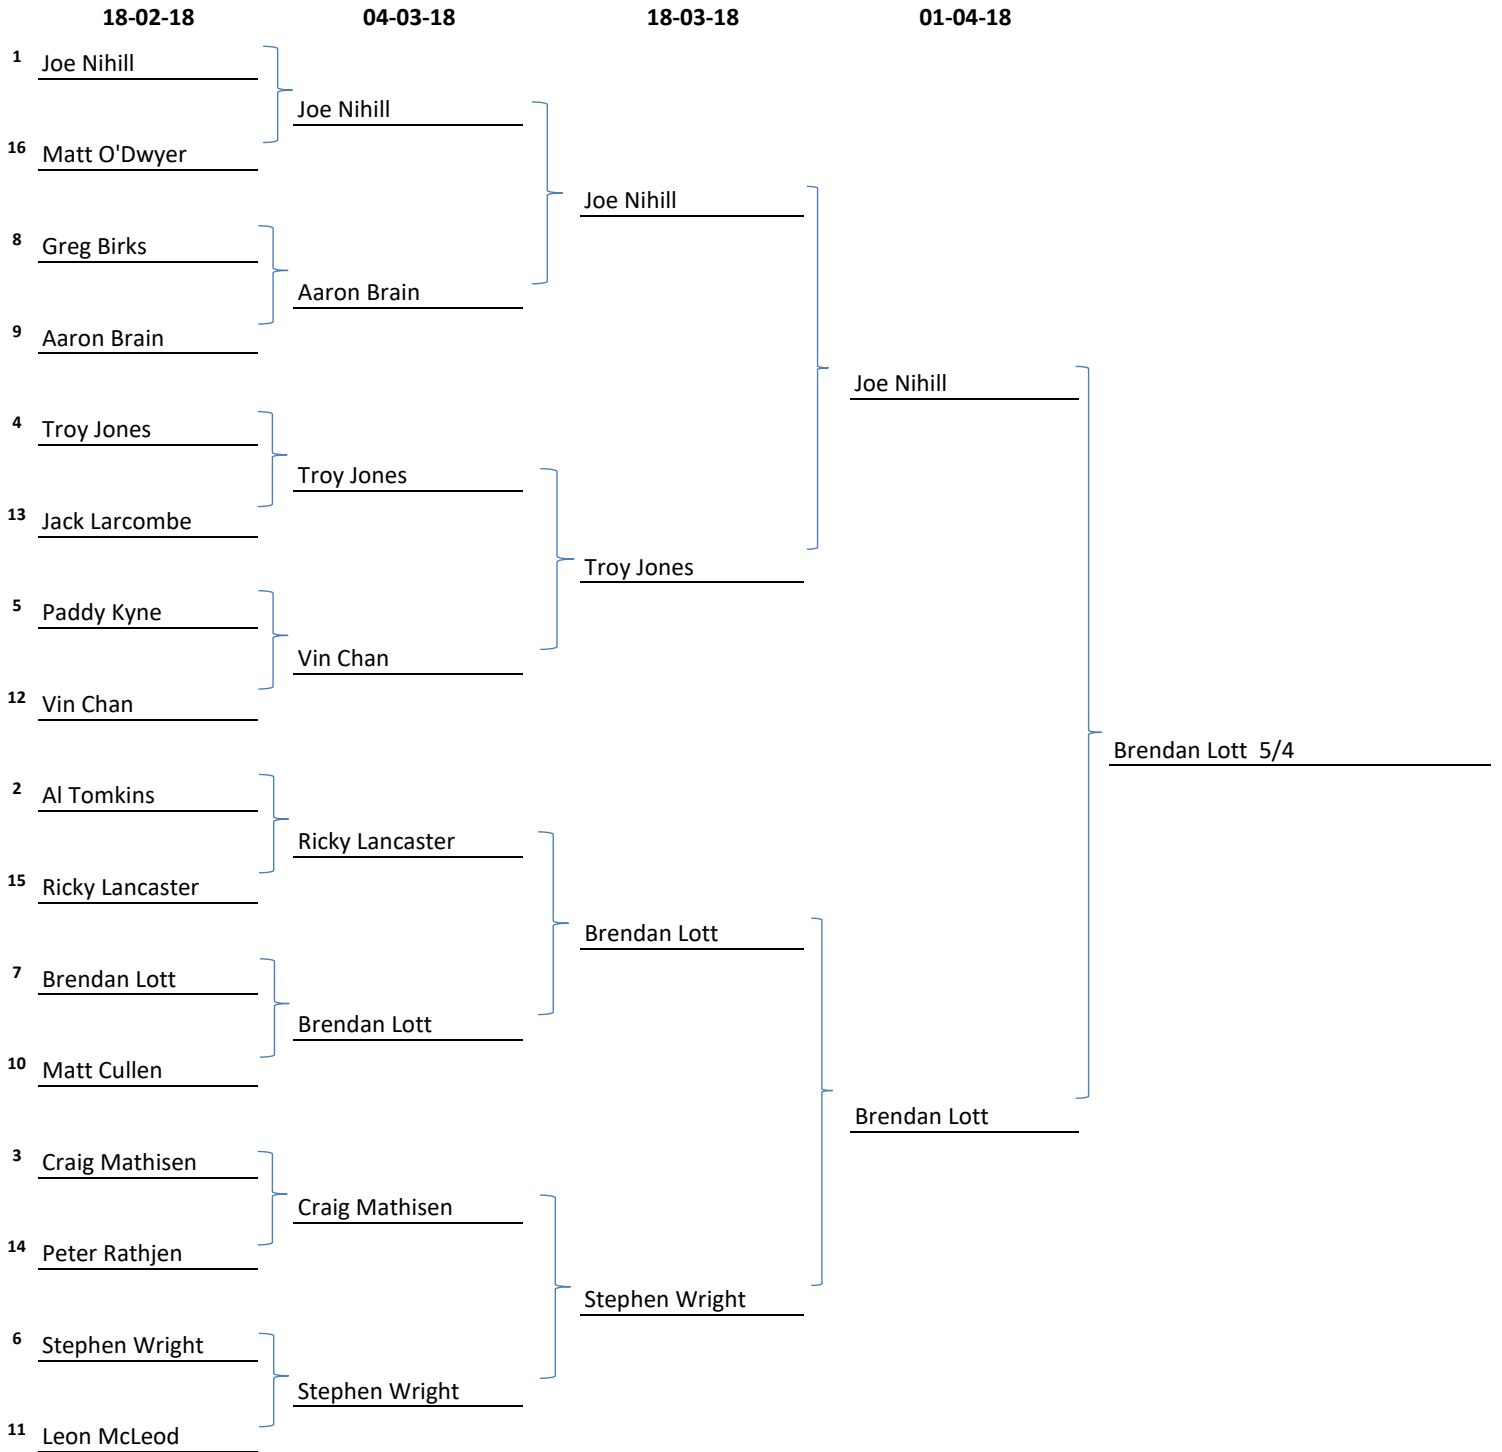 18-02-18 04-03-18 18-03-18 01-04-18
1 Joe Nihill
Joe Nihill
16 Matt O'Dwyer
Joe Nihill
8 Greg Birks
Aaron Brain
9 Aaron Brain
Joe Nihill
4 Troy Jones
Troy Jones
13 Jack Larcombe
Troy Jones
5 Paddy Kyne
Vin Chan
12 Vin Chan
Brendan Lott 5/4
2 Al Tomkins
Ricky Lancaster
15 Ricky Lancaster
Brendan Lott
7 Brendan Lott
Brendan Lott
10 Matt Cullen
Brendan Lott
3 Craig Mathisen
Craig Mathisen
14 Peter Rathjen
Stephen Wright
6 Stephen Wright
Stephen Wright
11 Leon McLeod